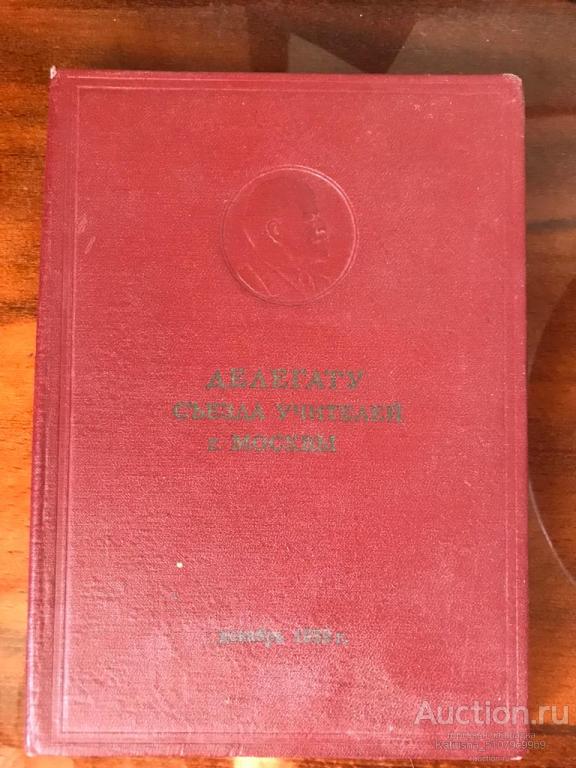 ДЕЛЕГАТУ
СЪЕЗДА УЧИТЕЛЕЙ
г. МОСКВЫ
декабрь г.
Auction.ru